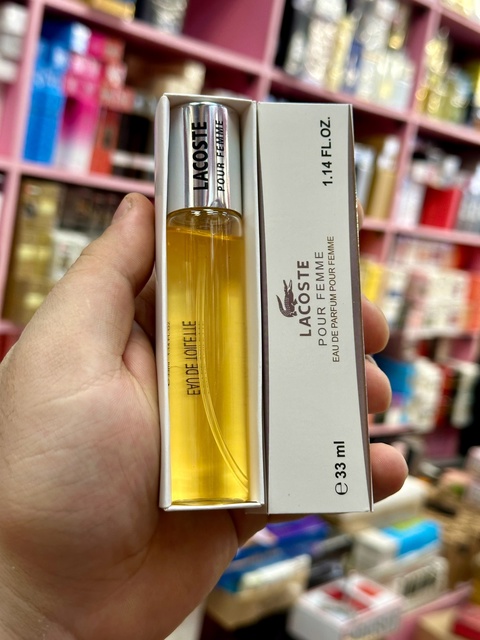 LACOSTE
POUR FEMME
EAU DE TOILETTE
1.14 FL.OZ.
LACOSTE
POUR FEMME
EAU DE PARFUM POUR FEMME
℮ 33 ml